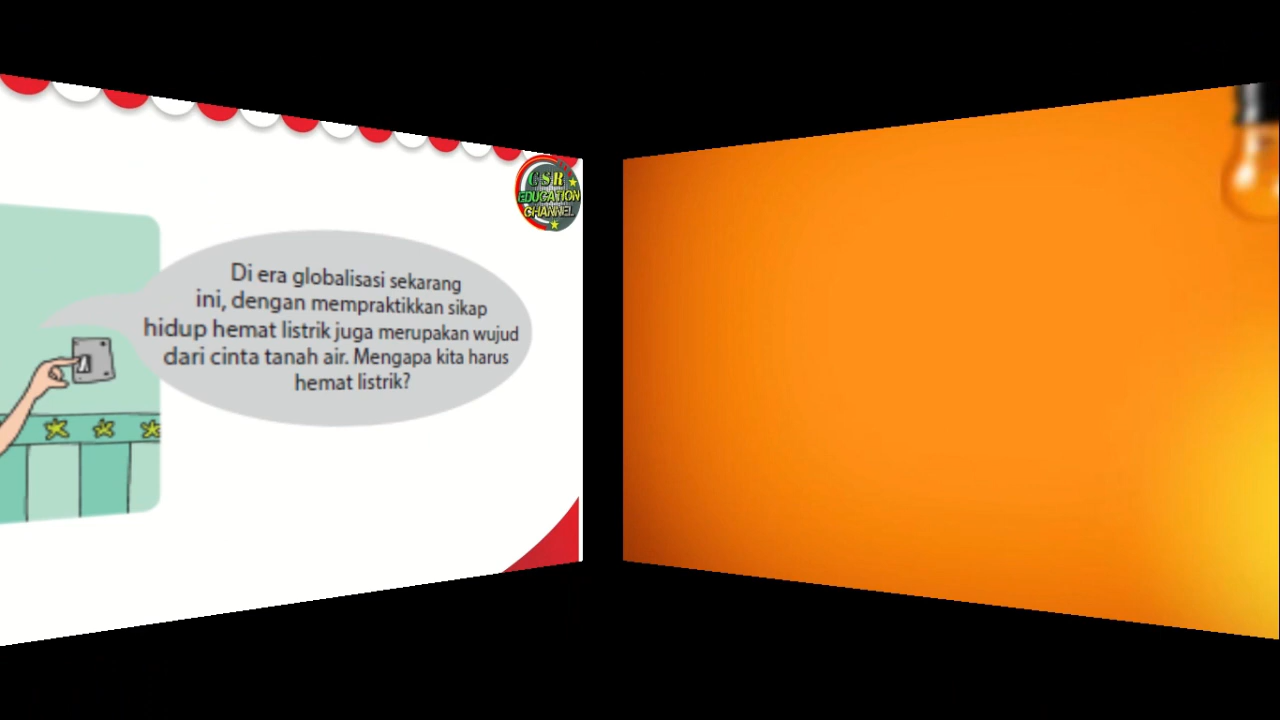 GSR
EDUCATION
CHANNEL
Di era globalisasi sekarang
ini, dengan mempraktikkan sikap
hidup hemat listrik juga merupakan wujud
dari cinta tanah air. Mengapa kita harus
hemat listrik?